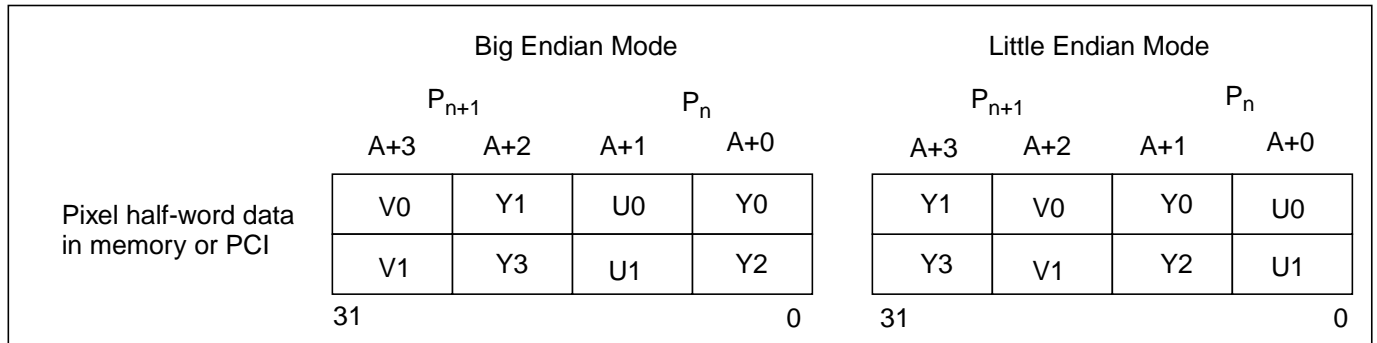 Big Endian Mode Little Endian Mode
Pn+1 Pn Pn+1 Pn
A+3 A+2 A+1 A+0 A+3 A+2 A+1 A+0
Pixel half-word data
in memory or PCI
V0 Y1 U0 Y0 Y1 V0 Y0 U0
V1 Y3 U1 Y2 Y3 V1 Y2 U1
31 0 31 0